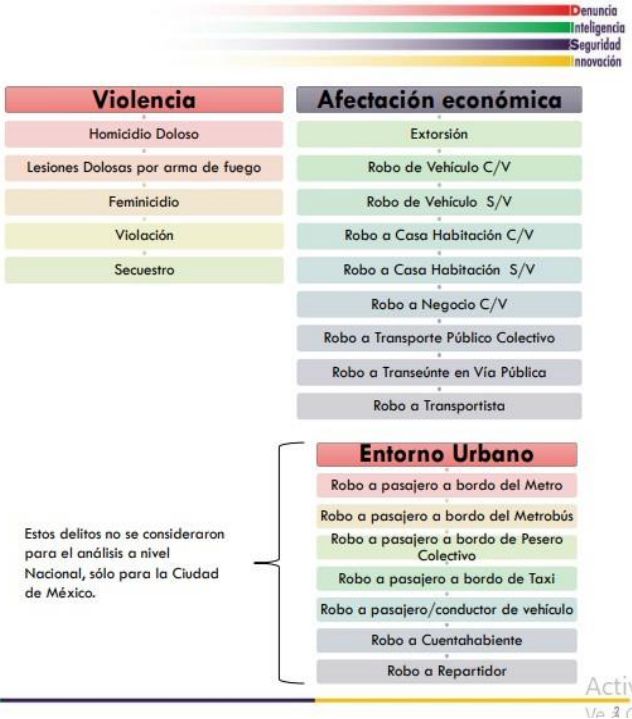 Denuncia
Inteligencia
Seguridad
Innovación
Violencia
Homicidio Doloso
Lesiones Dolosas por arma de fuego
Feminicidio
Violación
Secuestro
Afectación económica
Extorsión
Robo de Vehículo C/V
Robo de Vehículo S/V
Robo a Casa Habitación C/V
Robo a Casa Habitación S/V
Robo a Negocio C/V
Robo a Transporte Público Colectivo
Robo a Transeúnte en Vía Pública
Robo a Transportista
Estos delitos no se consideraron
para el análisis a nivel
Nacional, sólo para la Ciudad
de México.
Entorno Urbano
Robo a pasajero a bordo del Metro
Robo a pasajero a bordo del Metrobús
Robo a pasajero a bordo de Pesero
Colectivo
Robo a pasajero a bordo de Taxi
Robo a pasajero/conductor de vehículo
Robo a Cuentahabiente
Robo a Repartidor
Activ
2